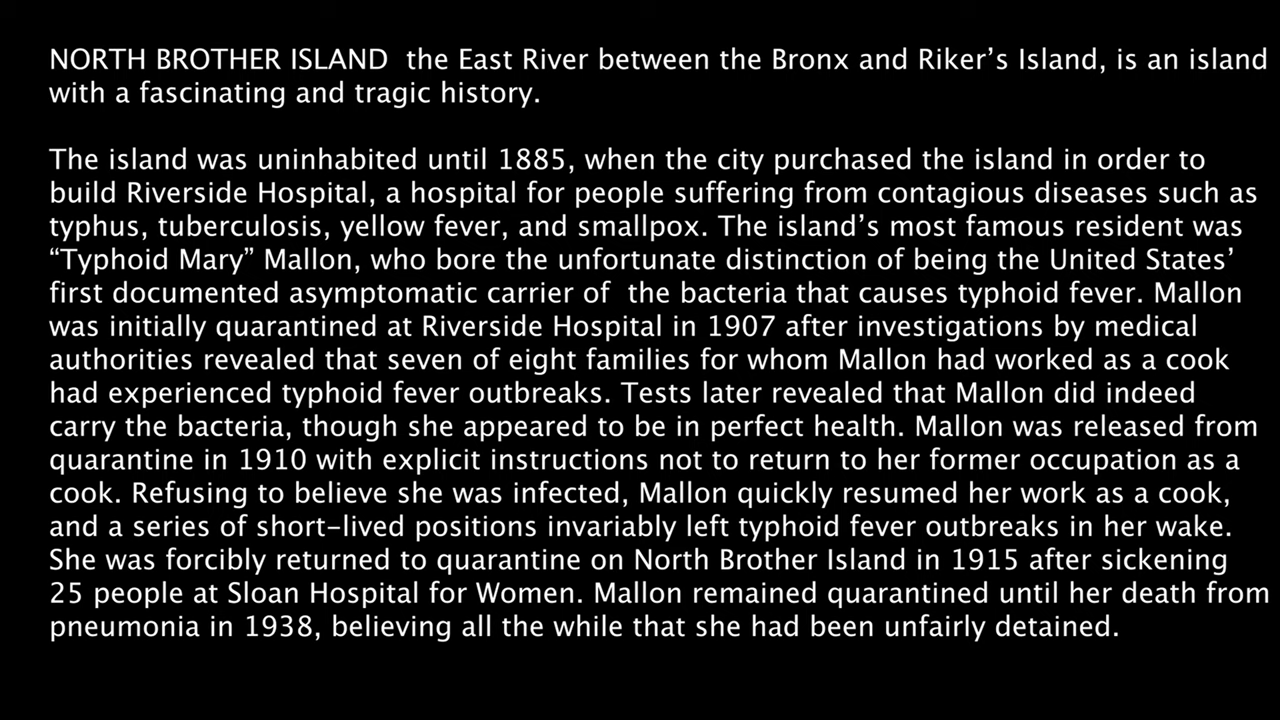 NORTH BROTHER ISLAND  the East River between the Bronx and Riker’s Island, is an island
with a fascinating and tragic history.
The island was uninhabited until 1885, when the city purchased the island in order to
build Riverside Hospital, a hospital for people suffering from contagious diseases such as
typhus, tuberculosis, yellow fever, and smallpox. The island’s most famous resident was
“Typhoid Mary” Mallon, who bore the unfortunate distinction of being the United States’
first documented asymptomatic carrier of  the bacteria that causes typhoid fever. Mallon
was initially quarantined at Riverside Hospital in 1907 after investigations by medical
authorities revealed that seven of eight families for whom Mallon had worked as a cook
had experienced typhoid fever outbreaks. Tests later revealed that Mallon did indeed
carry the bacteria, though she appeared to be in perfect health. Mallon was released from
quarantine in 1910 with explicit instructions not to return to her former occupation as a
cook. Refusing to believe she was infected, Mallon quickly resumed her work as a cook,
and a series of short–lived positions invariably left typhoid fever outbreaks in her wake.
She was forcibly returned to quarantine on North Brother Island in 1915 after sickening
25 people at Sloan Hospital for Women. Mallon remained quarantined until her death from
pneumonia in 1938, believing all the while that she had been unfairly detained.